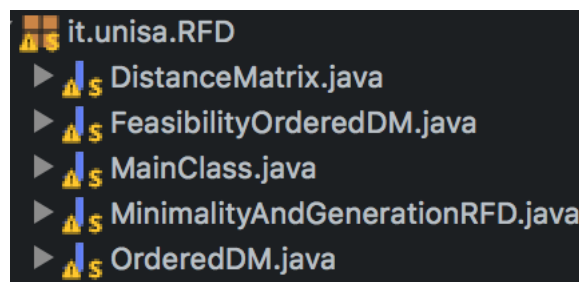 it.unisa.RFD
DistanceMatrix.java
FeasibilityOrderedDM.java
MainClass.java
MinimalityAndGenerationRFD.java
OrderedDM.java